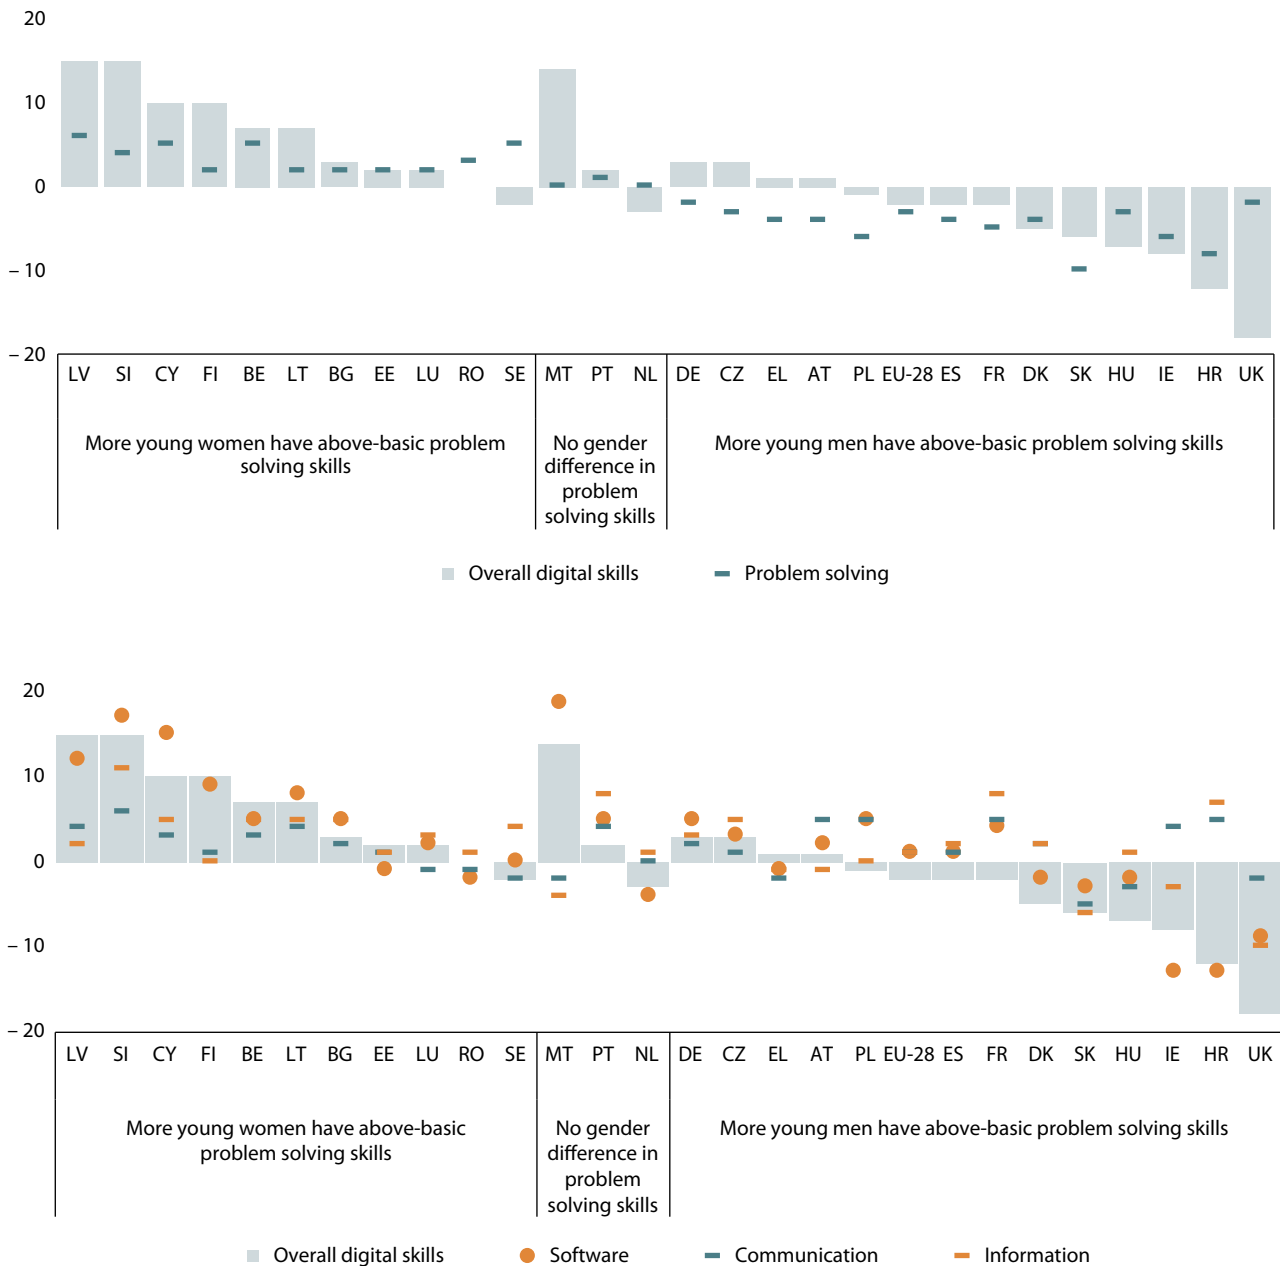 20
10
0
– 10
– 20
LV SI CY FI BE LT BG EE LU RO SE MT PT NL DE CZ EL AT PL EU-28 ES FR DK SK HU IE HR UK
More young women have above-basic problem
solving skills
No gender
difference in
problem
solving skills
More young men have above-basic problem solving skills
Overall digital skills Problem solving
20
10
0
– 10
– 20
LV SI CY FI BE LT BG EE LU RO SE MT PT NL DE CZ EL AT PL EU-28 ES FR DK SK HU IE HR UK
More young women have above-basic
problem solving skills
No gender
difference in
problem
solving skills
More young men have above-basic problem solving skills
Overall digital skills Software Communication Information